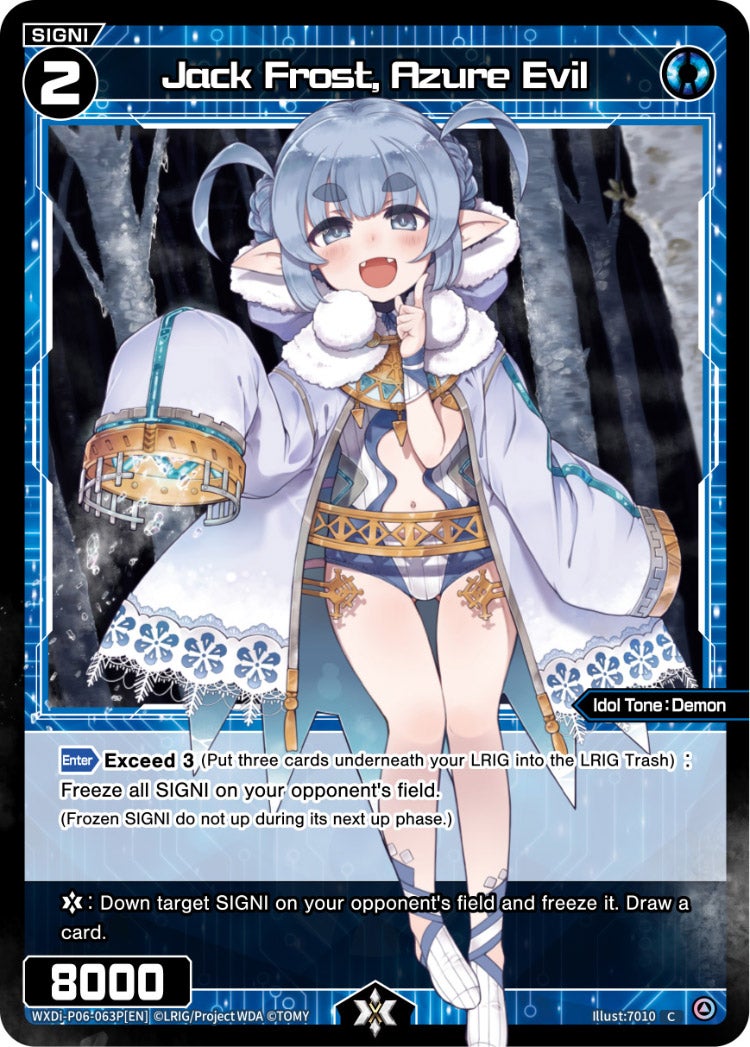 SIGNI
2
Jack Frost, Azure Evil
Idol Tone:Demon
Enter Exceed 3 (Put three cards underneath your LRIG into the LRIG Trash) :
Freeze all SIGNI on your opponent's field.
(Frozen SIGNI do not up during its next up phase.)
: Down target SIGNI on your opponent's field and freeze it. Draw a
card.
8000
WXDi-P06-063P[EN] ©LRIG/Project WDA ©TOMY
Illust:7010 C